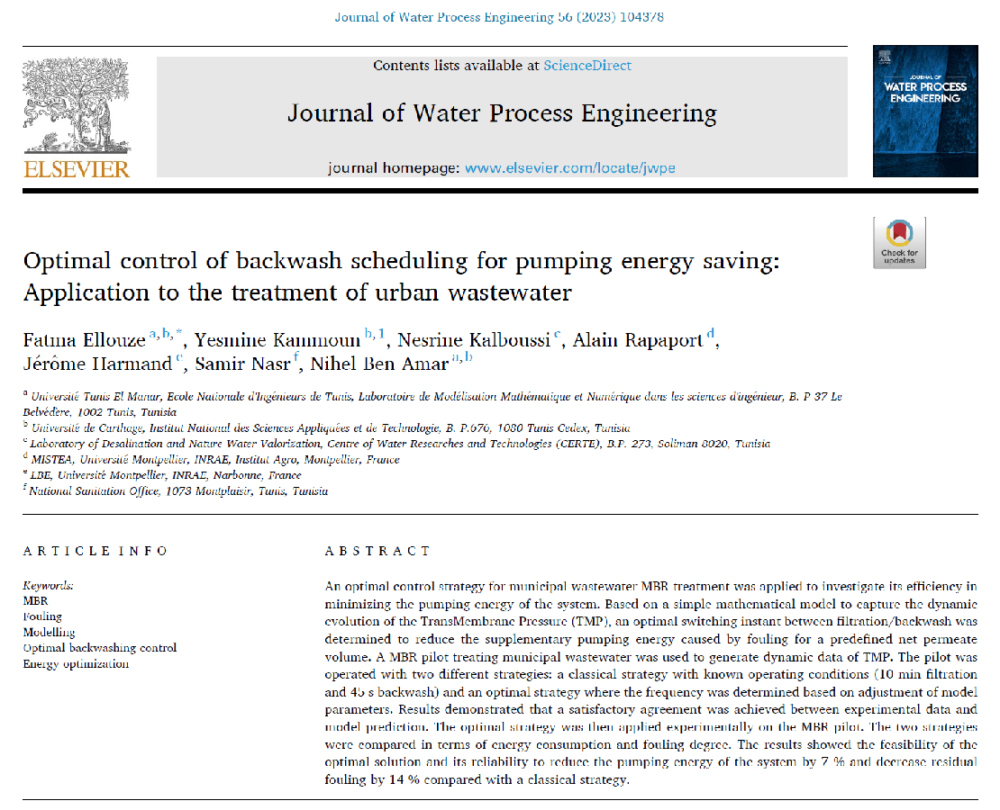 Journal of Water Process Engineering 56 (2023) 104378
Contents lists available at ScienceDirect
Journal of Water Process Engineering
journal homepage: www.elsevier.com/locate/jwpe
ELSEVIER
JOURNAL OF
WATER PROCESS
ENGINEERING
Check for
updates
Optimal control of backwash scheduling for pumping energy saving:
Application to the treatment of urban wastewater
Fatma Ellouze a,b,*, Yesmine Kammoun b,1, Nesrine Kalboussi c, Alain Rapaport d,
Jérôme Harmand e, Samir Nasr f, Nihel Ben Amar a,b
a Université Tunis El Manar, Ecole Nationale d'Ingénieurs de Tunis, Laboratoire de Modélisation Mathématique et Numérique dans les sciences d'ingénieur, B. P 37 Le
Belvédère, 1002 Tunis, Tunisia
b Université de Carthage, Institut National des Sciences Appliquées et de Technologie, B. P.676, 1080 Tunis Cedex, Tunisia
c Laboratory of Desalination and Nature Water Valorization, Centre of Water Researches and Technologies (CERTE), B.P. 273, Soliman 8020, Tunisia
d MISTEA, Université Montpellier, INRAE, Institut Agro, Montpellier, France
e LBE, Université Montpellier, INRAE, Narbonne, France
f National Sanitation Office, 1073 Montplaisir, Tunis, Tunisia
ARTICLE INFO
Keywords:
MBR
Fouling
Modelling
Optimal backwashing control
Energy optimization
ABSTRACT
An optimal control strategy for municipal wastewater MBR treatment was applied to investigate its efficiency in
minimizing the pumping energy of the system. Based on a simple mathematical model to capture the dynamic
evolution of the TransMembrane Pressure (TMP), an optimal switching instant between filtration/backwash was
determined to reduce the supplementary pumping energy caused by fouling for a predefined net permeate
volume. A MBR pilot treating municipal wastewater was used to generate dynamic data of TMP. The pilot was
operated with two different strategies: a classical strategy with known operating conditions (10 min filtration
and 45 s backwash) and an optimal strategy where the frequency was determined based on adjustment of model
parameters. Results demonstrated that a satisfactory agreement was achieved between experimental data and
model prediction. The optimal strategy was then applied experimentally on the MBR pilot. The two strategies
were compared in terms of energy consumption and fouling degree. The results showed the feasibility of the
optimal solution and its reliability to reduce the pumping energy of the system by 7 % and decrease residual
fouling by 14 % compared with a classical strategy.